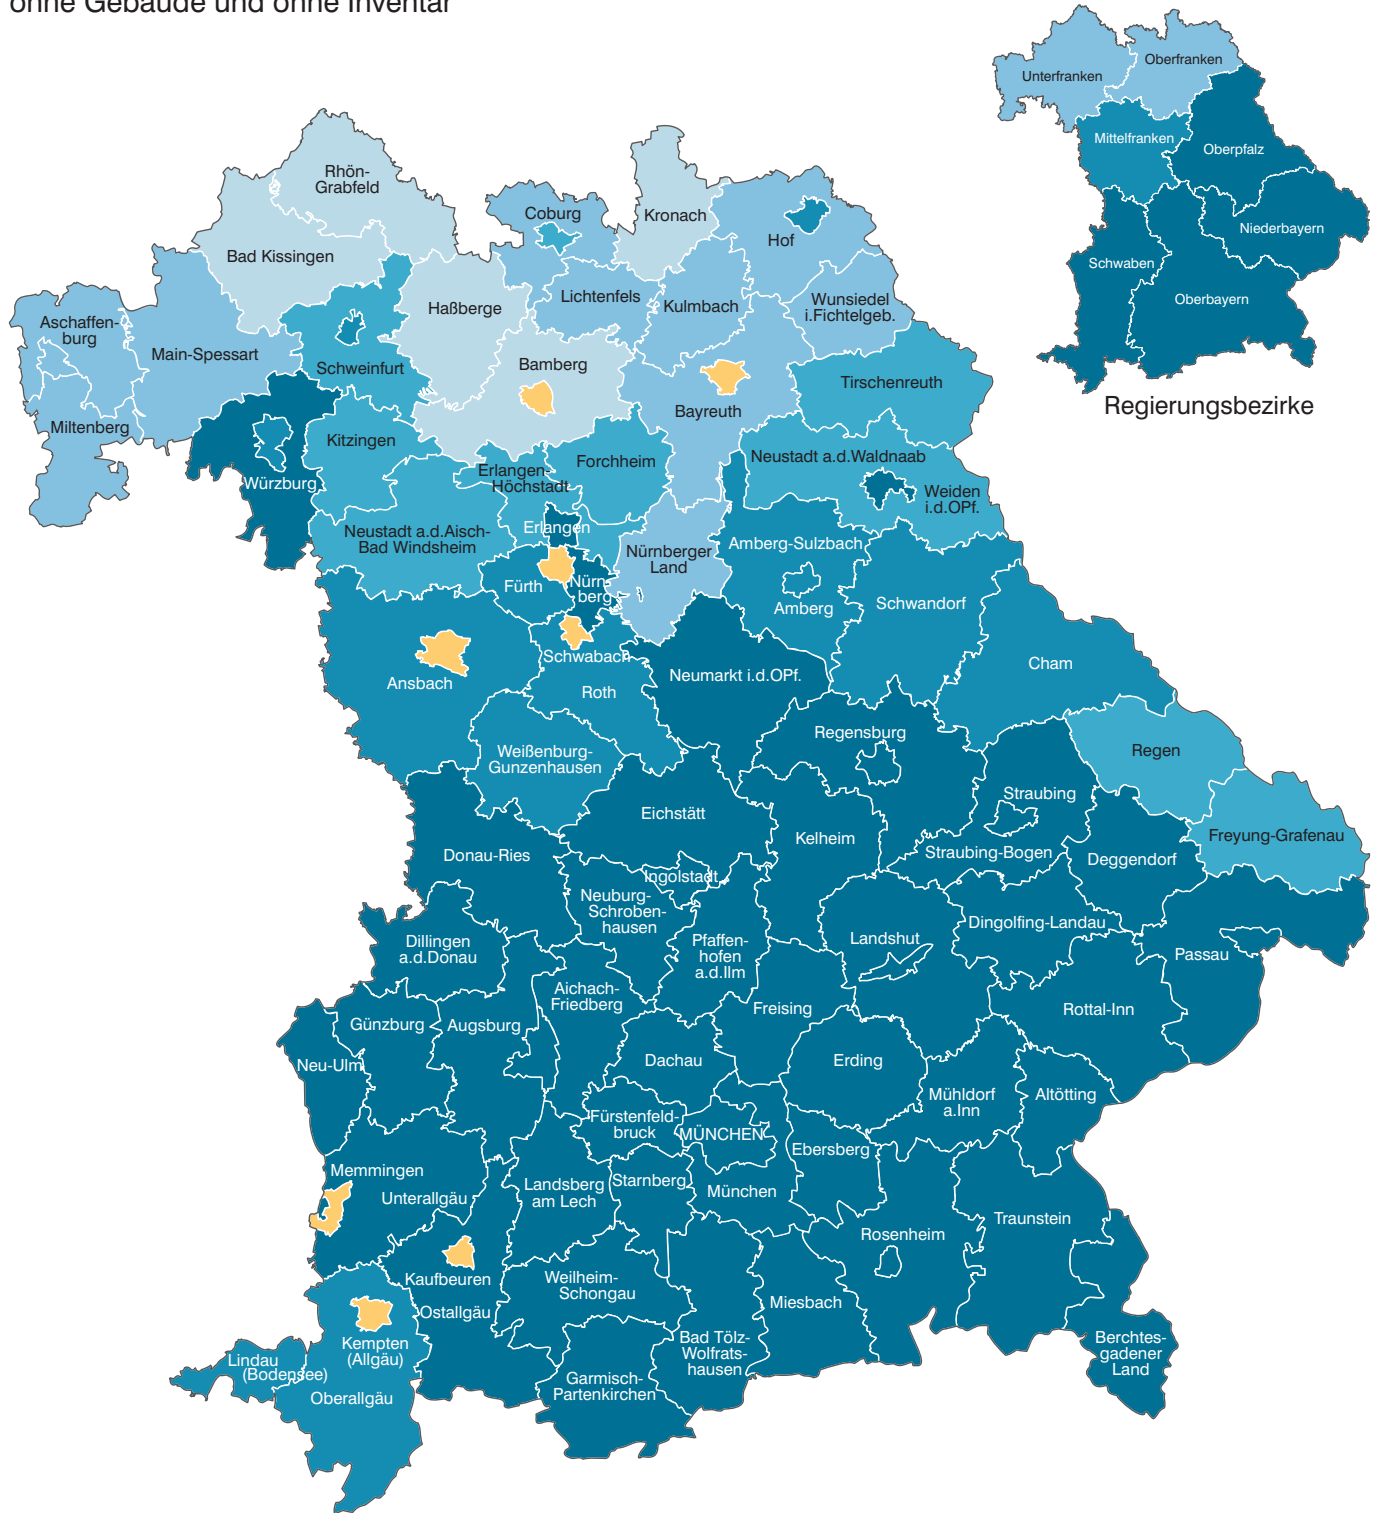 ohne Gebäude und ohne Inventar
Unterfranken
Oberfranken
Mittelfranken
Oberpfalz
Niederbayern
Schwaben
Oberbayern
Regierungsbezirke
Rhön-
Grabfeld
Bad Kissingen
Coburg
Kronach
Hof
Aschaffen-
burg
Main-Spessart
Schweinfurt
Haßberge
Lichtenfels
Kulmbach
Wunsiedel
i.Fichtelgeb.
Bamberg
Bayreuth
Tirschenreuth
Miltenberg
Würzburg
Kitzingen
Erlangen-
Höchstadt
Forchheim
Neustadt a.d.Waldnaab
Weiden
i.d.OPf.
Neustadt a.d.Aisch-
Bad Windsheim
Erlangen
Nürnberger
Land
Amberg-Sulzbach
Amberg
Schwandorf
Fürth
Nürn-
berg
Schwabach
Ansbach
Roth
Neumarkt i.d.OPf.
Cham
Weißenburg-
Gunzenhausen
Regensburg
Regen
Straubing
Eichstätt
Kelheim
Straubing-Bogen
Deggendorf
Freyung-Grafenau
Donau-Ries
Ingolstadt
Neuburg-
Schroben-
hausen
Dillingen
a.d.Donau
Pfaffen-
hofen
a.d.Ilm
Landshut
Dingolfing-Landau
Passau
Aichach-
Friedberg
Freising
Rottal-Inn
Günzburg
Augsburg
Neu-Ulm
Dachau
Erding
Mühldorf
a.Inn
Altötting
Fürstenfeld-
bruck
MÜNCHEN
Ebersberg
Memmingen
Unterallgäu
Landsberg
am Lech
Starnberg
München
Traunstein
Rosenheim
Kaufbeuren
Ostallgäu
Weilheim-
Schongau
Miesbach
Kempten
(Allgäu)
Bad Tölz-
Wolfrats-
hausen
Berchtes-
gadener
Land
Lindau
(Bodensee)
Oberallgäu
Garmisch-
Partenkirchen